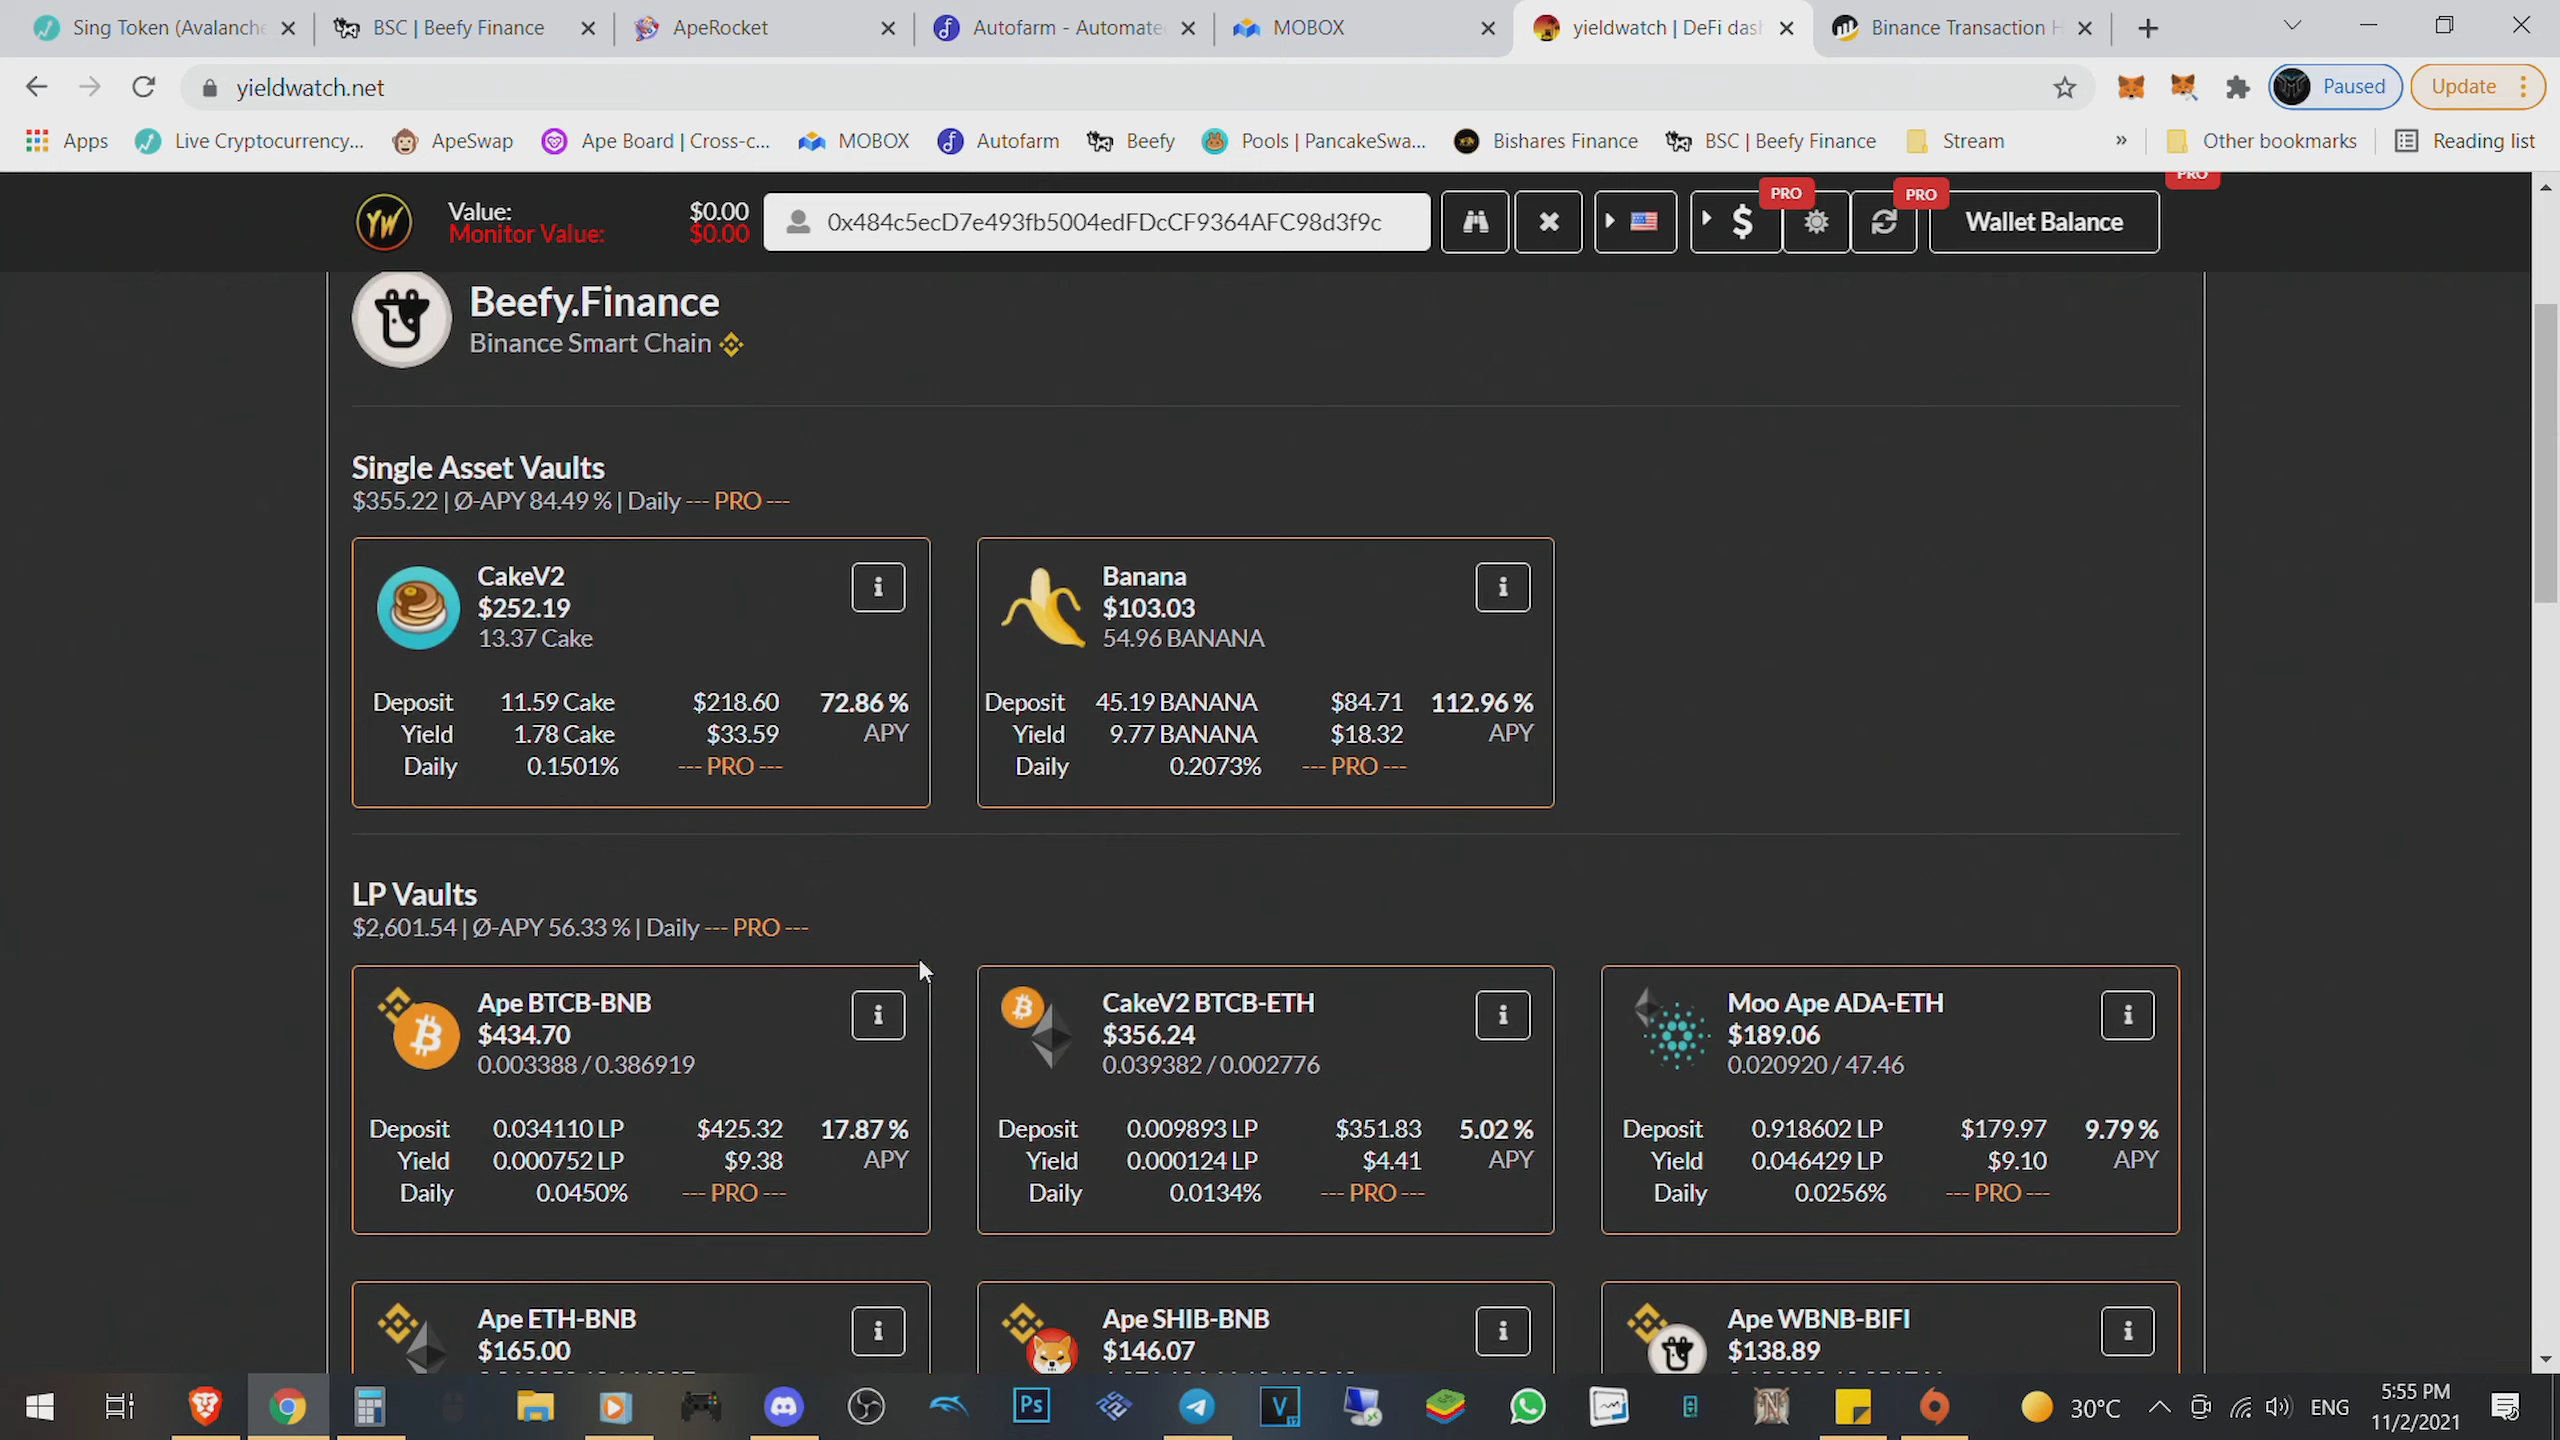 Sing Token (Avalanche
BSC | Beefy Finance
ApeRocket
Autofarm - Automate
MOBOX
yieldwatch | DeFi das
Binance Transaction H
yieldwatch.net
Paused
Update
Apps
Live Cryptocurrency...
ApeSwap
Ape Board | Cross-c...
MOBOX
Autofarm
Beefy
Pools | PancakeSwa...
Bishares Finance
BSC | Beefy Finance
Stream
»
Other bookmarks
Reading list
YW
Value: $0.00
Monitor Value: $0.00
0x484c5ecD7e493fb5004edFDcCF9364AFC98d3f9c
$
PRO
PRO
PRO
Wallet Balance
Beefy.Finance
Binance Smart Chain
Single Asset Vaults
$355.22 | Ø-APY 84.49 % | Daily --- PRO ---
CakeV2
$252.19
13.37 Cake
Deposit 11.59 Cake $218.60 72.86 %
Yield 1.78 Cake $33.59 APY
Daily 0.1501% --- PRO ---
Banana
$103.03
54.96 BANANA
Deposit 45.19 BANANA $84.71 112.96 %
Yield 9.77 BANANA $18.32 APY
Daily 0.2073% --- PRO ---
LP Vaults
$2,601.54 | Ø-APY 56.33 % | Daily --- PRO ---
Ape BTCB-BNB
$434.70
0.003388 / 0.386919
Deposit 0.034110 LP $425.32 17.87 %
Yield 0.000752 LP $9.38 APY
Daily 0.0450% --- PRO ---
CakeV2 BTCB-ETH
$356.24
0.039382 / 0.002776
Deposit 0.009893 LP $351.83 5.02 %
Yield 0.000124 LP $4.41 APY
Daily 0.0134% --- PRO ---
Moo Ape ADA-ETH
$189.06
0.020920 / 47.46
Deposit 0.918602 LP $179.97 9.79 %
Yield 0.046429 LP $9.10 APY
Daily 0.0256% --- PRO ---
Ape ETH-BNB
$165.00
Ape SHIB-BNB
$146.07
Ape WBNB-BIFI
$138.89
Ps
V
17
30°C
ENG
5:55 PM
11/2/2021